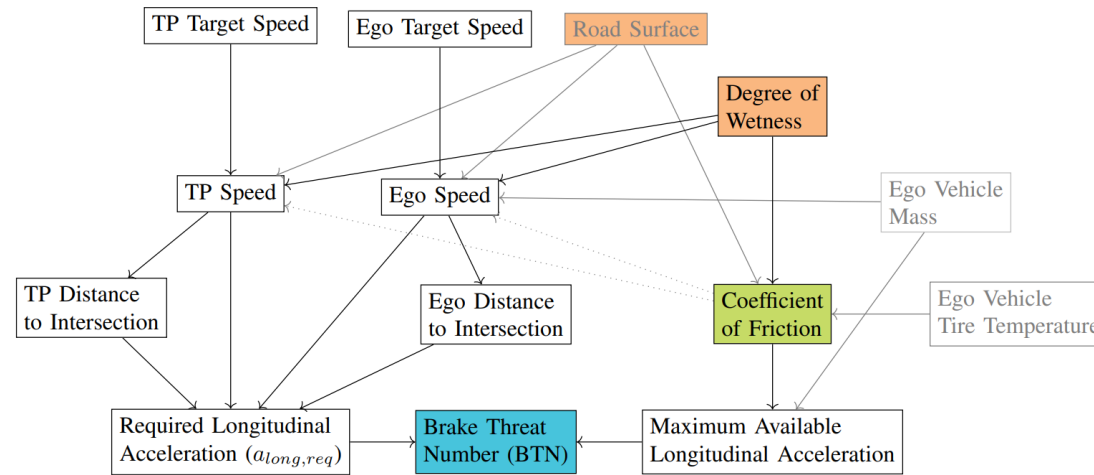 TP Target Speed
Ego Target Speed
Road Surface
Degree of
Wetness
TP Speed
Ego Speed
Ego Vehicle
Mass
TP Distance
to Intersection
Ego Distance
to Intersection
Coefficient
of Friction
Ego Vehicle
Tire Temperature
Required Longitudinal
Acceleration (a_{long,req})
Brake Threat
Number (BTN)
Maximum Available
Longitudinal Acceleration